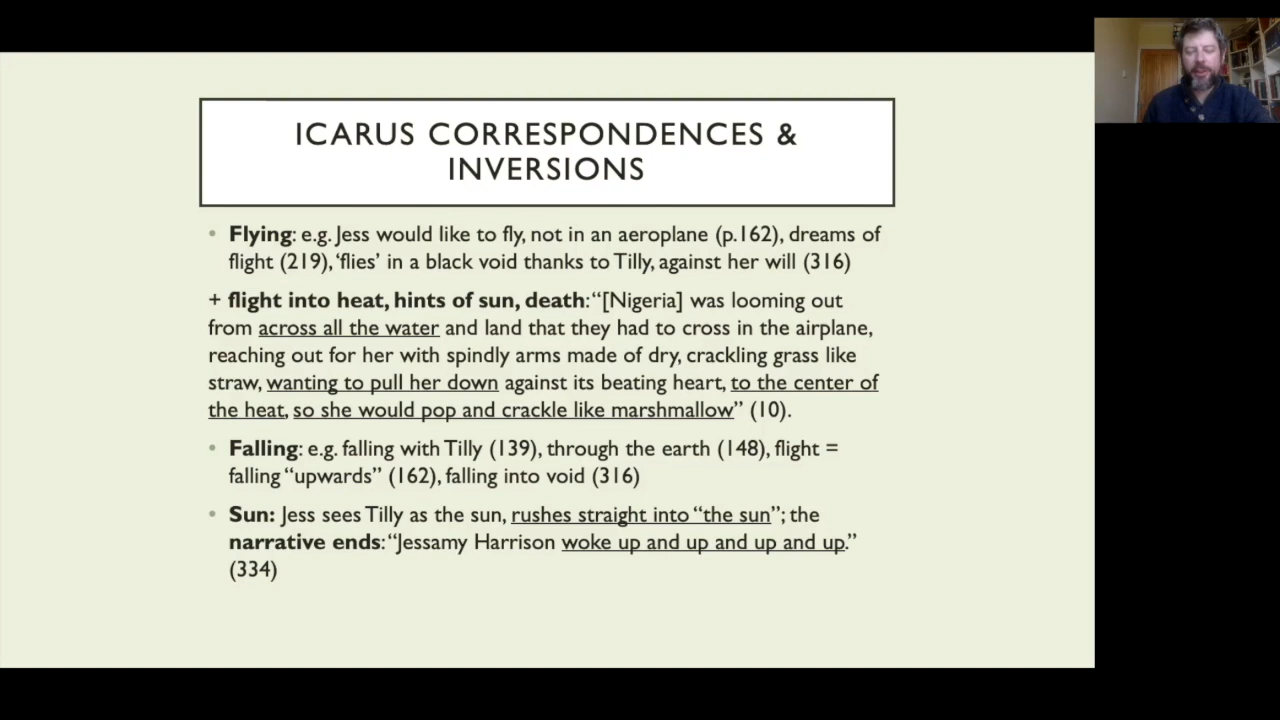 ICARUS CORRESPONDENCES &
INVERSIONS
• Flying: e.g. Jess would like to fly, not in an aeroplane (p.162), dreams of
flight (219), ‘flies’ in a black void thanks to Tilly, against her will (316)
+ flight into heat, hints of sun, death: “[Nigeria] was looming out
from across all the water and land that they had to cross in the airplane,
reaching out for her with spindly arms made of dry, crackling grass like
straw, wanting to pull her down against its beating heart, to the center of
the heat, so she would pop and crackle like marshmallow” (10).
• Falling: e.g. falling with Tilly (139), through the earth (148), flight =
falling “upwards” (162), falling into void (316)
• Sun: Jess sees Tilly as the sun, rushes straight into “the sun”; the
narrative ends: “Jessamy Harrison woke up and up and up and up.”
(334)